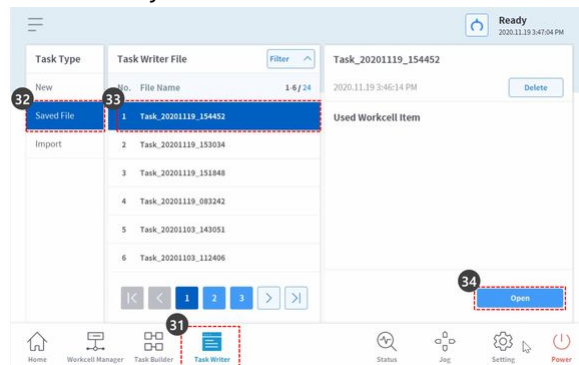 Ready
2020.11.19 3:47:04 PM
Task Type
New
32
Saved File
Import
Task Writer File
Filter
No. File Name 1-6 / 24
33
1 Task_20201119_154452
2 Task_20201119_153034
3 Task_20201119_151848
4 Task_20201119_083242
5 Task_20201103_143051
6 Task_20201103_112406
1 2 3
Task_20201119_154452
2020.11.19 3:46:14 PM Delete
Used Workcell Item
34
Open
31
Home Workcell Manager Task Builder Task Writer Status Jog Setting Power